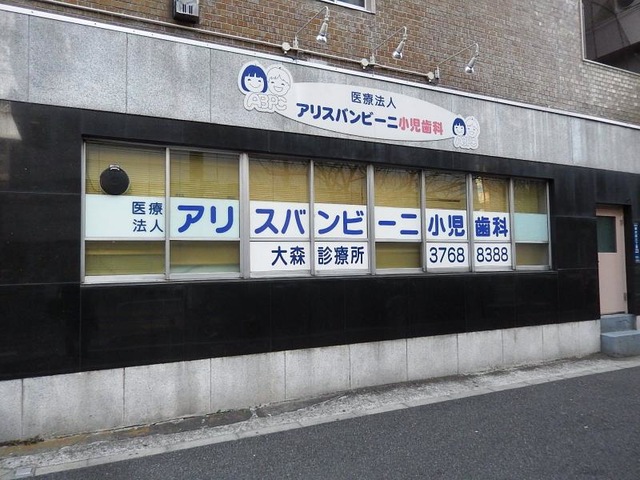 医療法人
アリスバンビーニ小児歯科
ABPC
医療
法人
アリスバンビーニ小児歯科
大森診療所
3768 8388